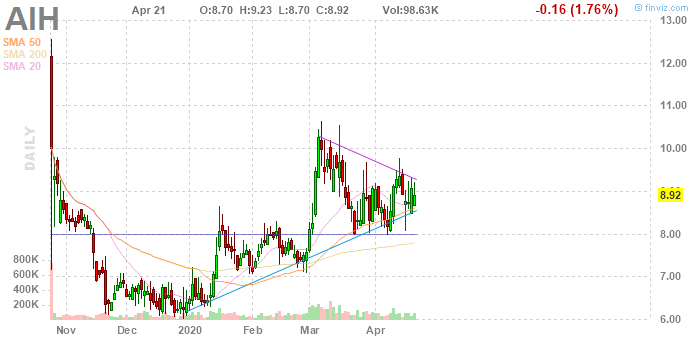 AIH
Apr 21 O:8.70 H:9.23 L:8.70 C:8.92 Vol:98.63K -0.16 (1.76%)
© finviz.com
SMA 50
SMA 200
SMA 20
DAILY
13.00
12.00
11.00
10.00
9.00
8.92
8.00
7.00
6.00
800K
600K
400K
200K
Nov Dec 2020 Feb Mar Apr